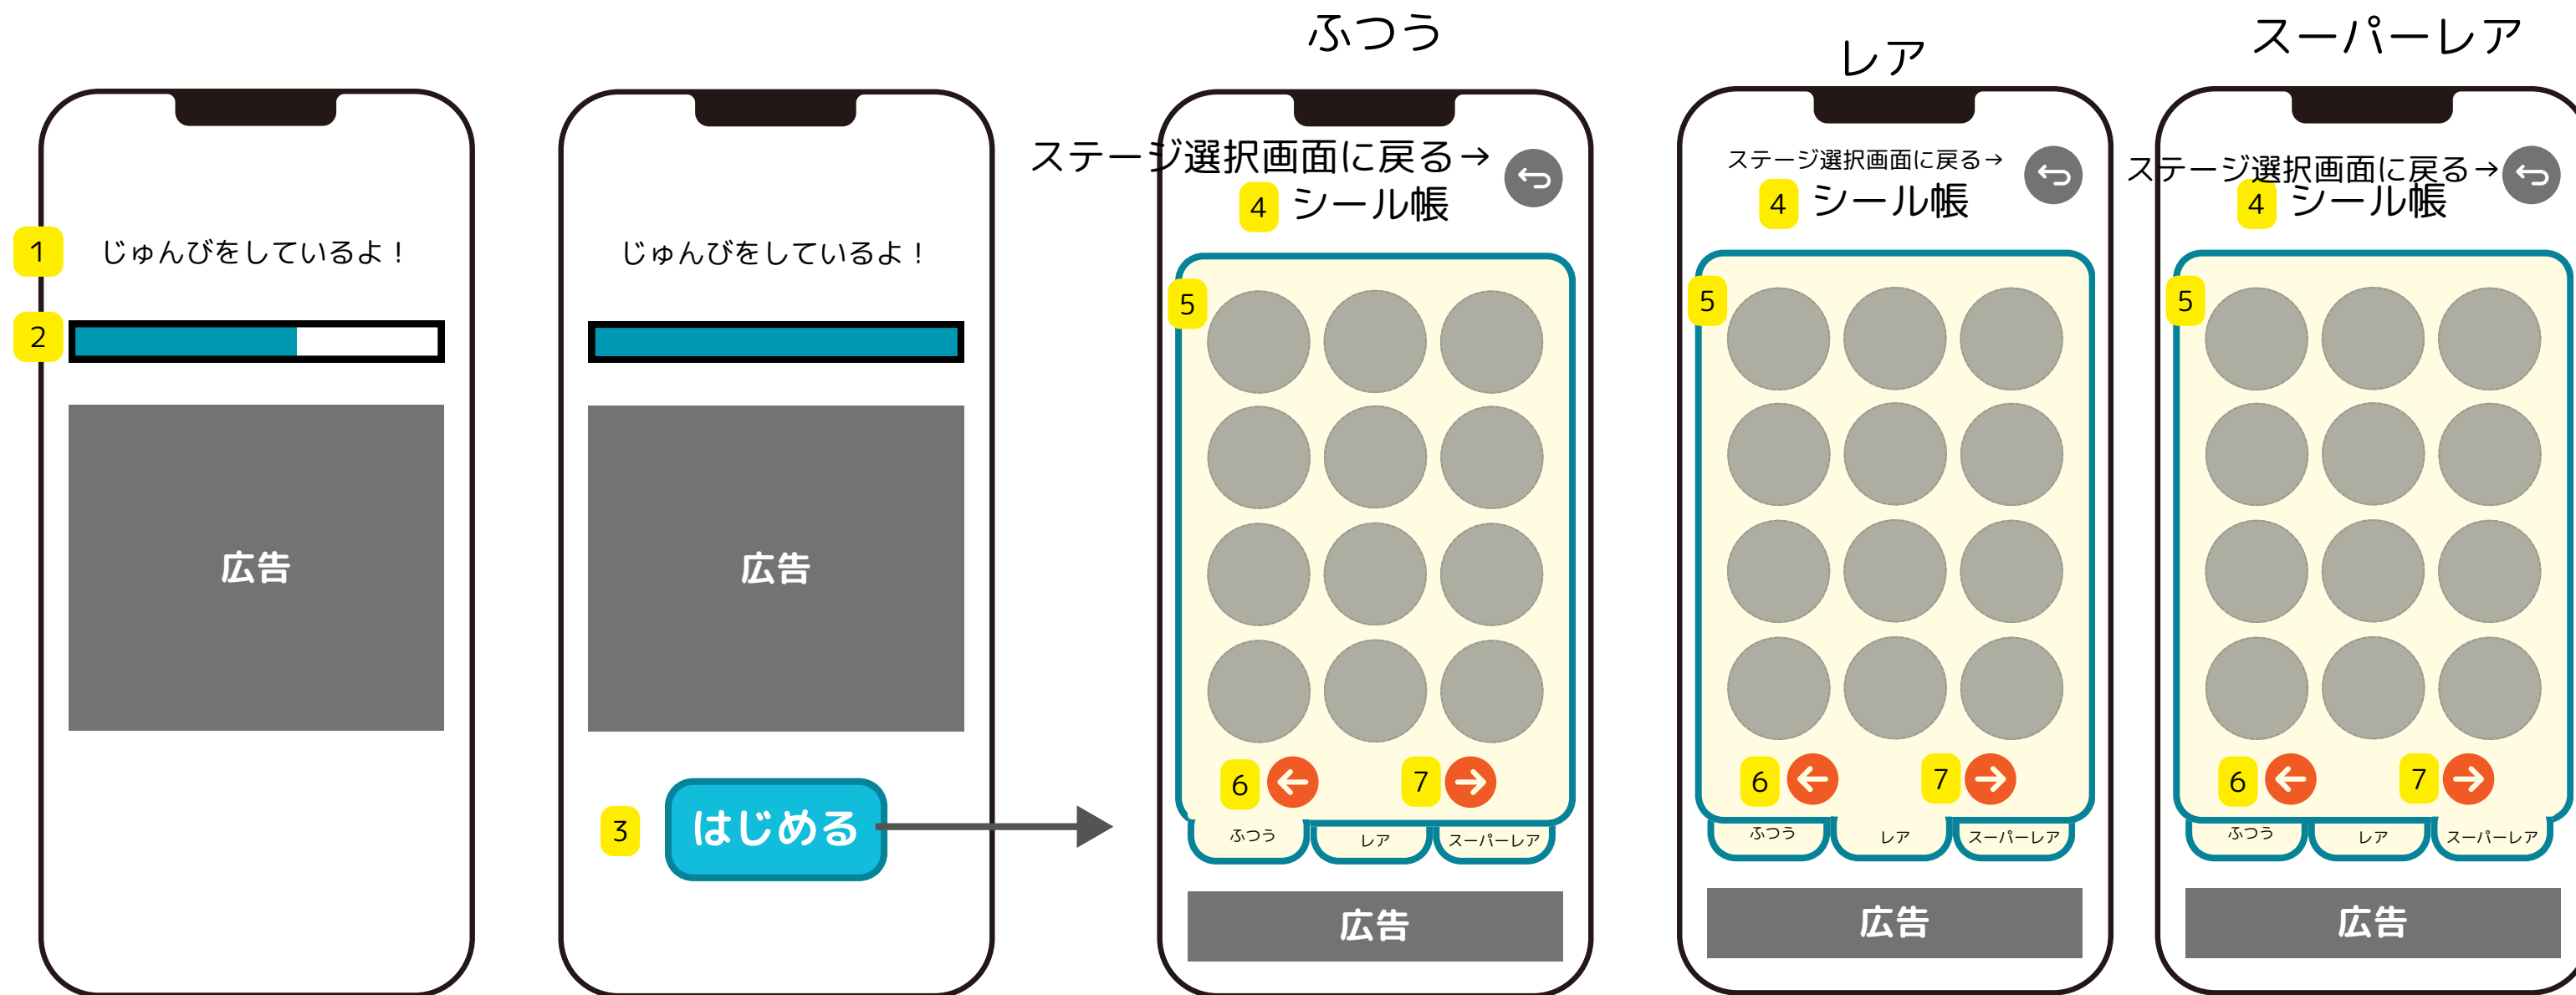 1
じゅんびをしているよ！
2
広告
じゅんびをしているよ！
広告
3
はじめる
ふつう
ステージ選択画面に戻る→
4
シール帳
5
6
7
ふつう
レア
スーパーレア
広告
レア
ステージ選択画面に戻る→
4
シール帳
5
6
7
ふつう
レア
スーパーレア
広告
スーパーレア
ステージ選択画面に戻る→
4
シール帳
5
6
7
ふつう
レア
スーパーレア
広告